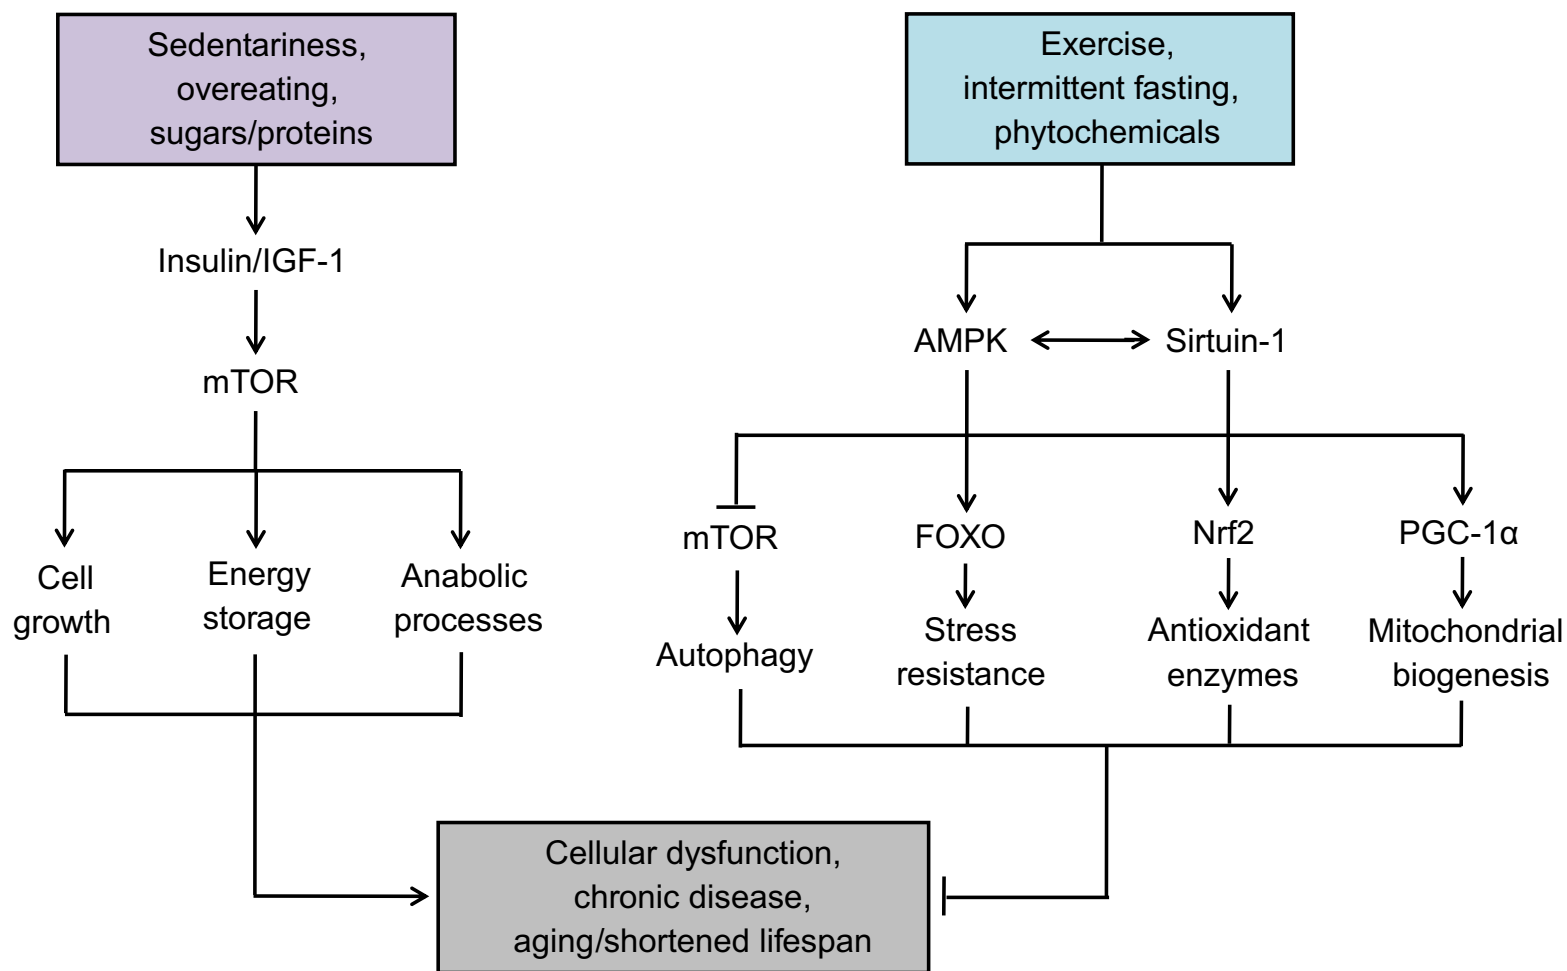 Sedentariness,
overeating,
sugars/proteins
Insulin/IGF-1
mTOR
Cell
growth
Energy
storage
Anabolic
processes
Exercise,
intermittent fasting,
phytochemicals
AMPK
Sirtuin-1
mTOR
Autophagy
FOXO
Stress
resistance
Nrf2
Antioxidant
enzymes
PGC-1α
Mitochondrial
biogenesis
Cellular dysfunction,
chronic disease,
aging/shortened lifespan